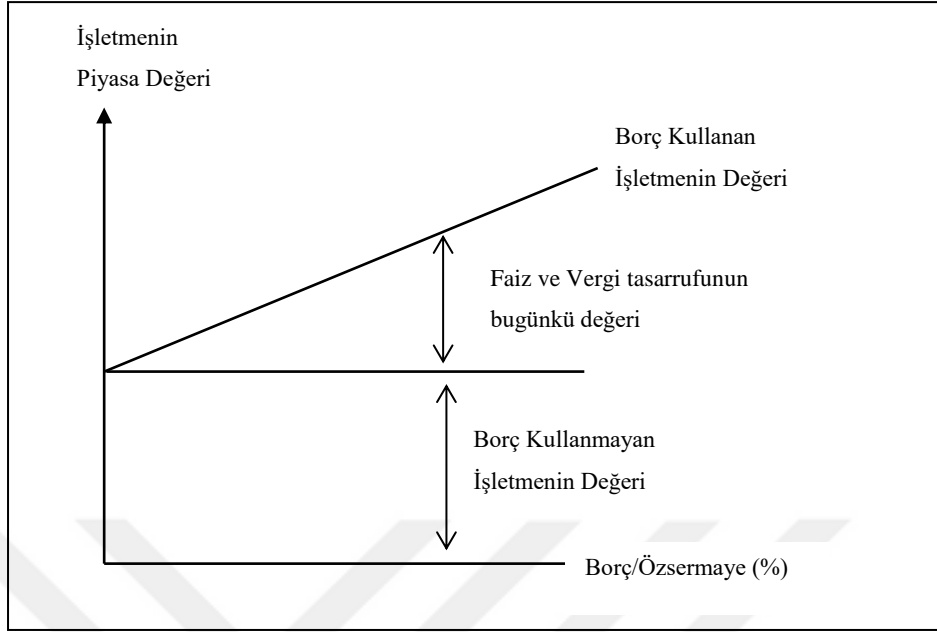 İşletmenin
Piyasa Değeri
Borç Kullanan
İşletmenin Değeri
Faiz ve Vergi tasarrufunun
bugünkü değeri
Borç Kullanmayan
İşletmenin Değeri
Borç/Özsermaye (%)